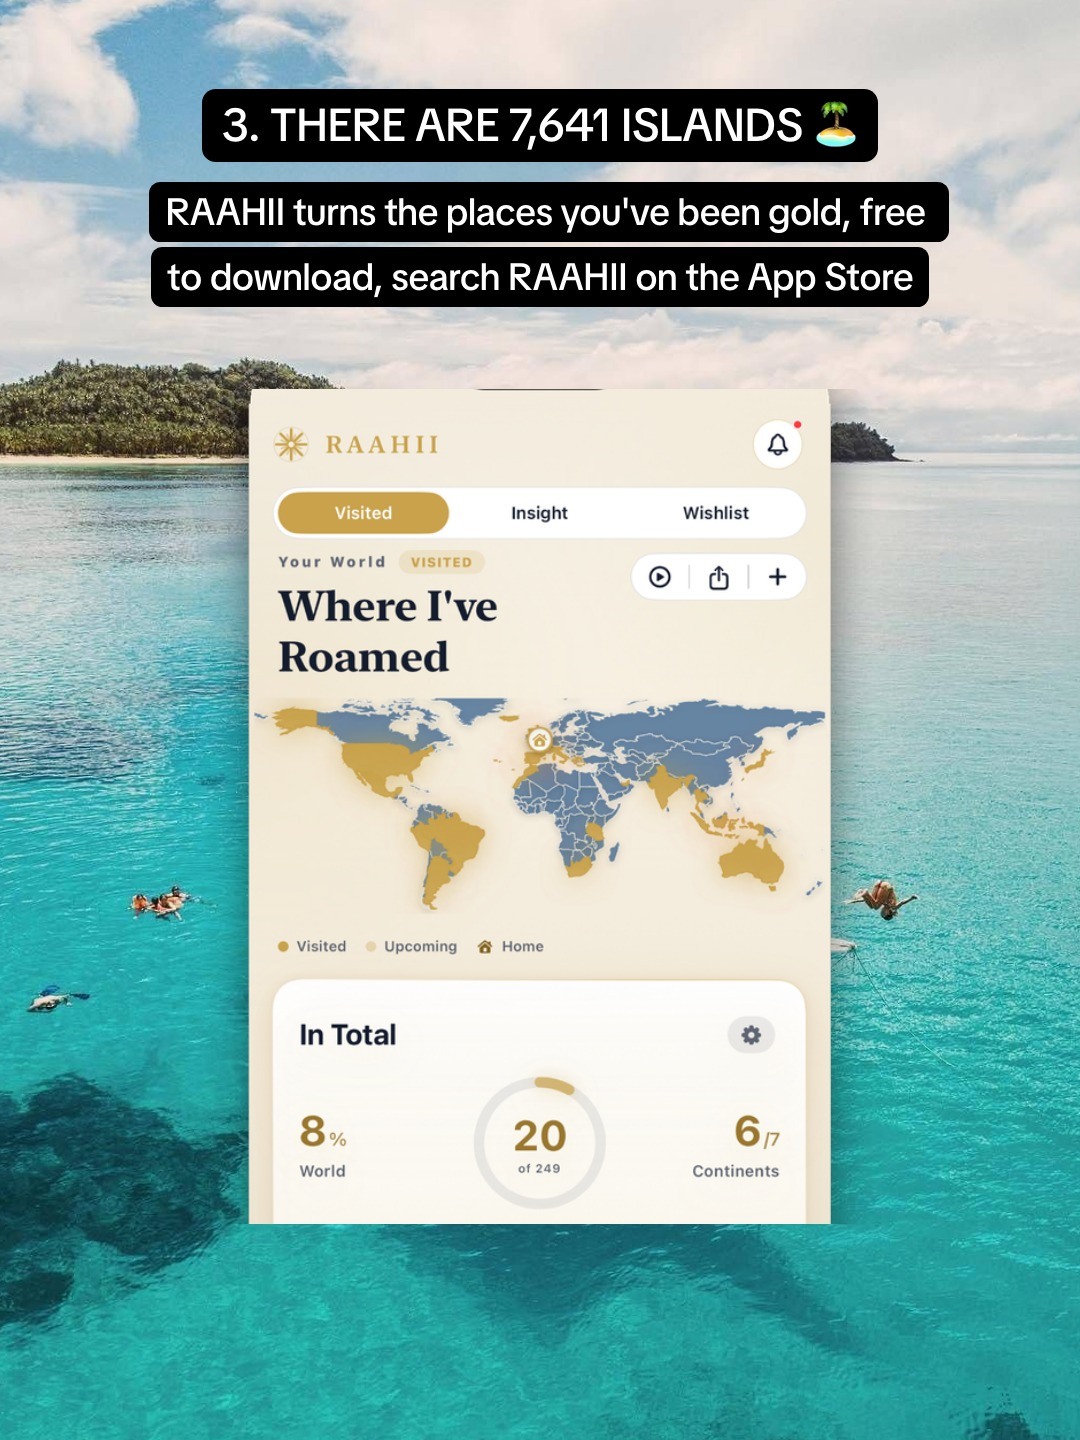 3. THERE ARE 7,641 ISLANDS 🏝️
RAAHII turns the places you've been gold, free
to download, search RAAHII on the App Store
RAAHII
Visited
Insight
Wishlist
Your World
VISITED
Where I've
Roamed
Visited
Upcoming
Home
In Total
8%
World
20
of 249
6/7
Continents